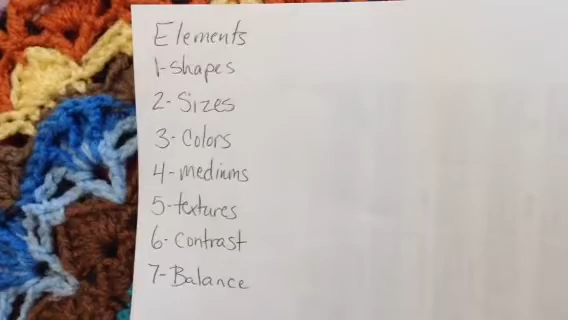 Elements
1-shapes
2-Sizes
3-Colors
4-mediums
5-textures
6-Contrast
7-Balance